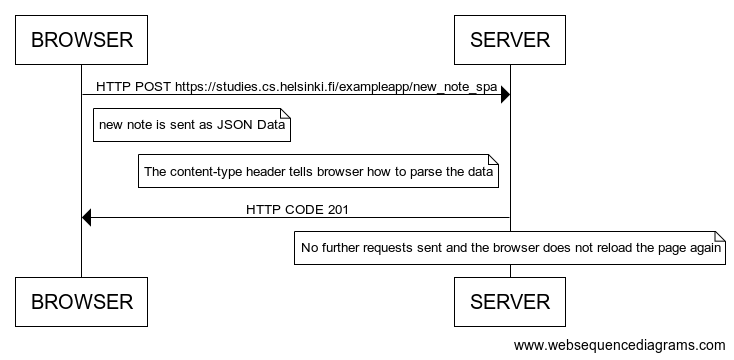 BROWSER
SERVER
HTTP POST https://studies.cs.helsinki.fi/exampleapp/new_note_spa
new note is sent as JSON Data
The content-type header tells browser how to parse the data
HTTP CODE 201
No further requests sent and the browser does not reload the page again
BROWSER
SERVER
www.websequencediagrams.com